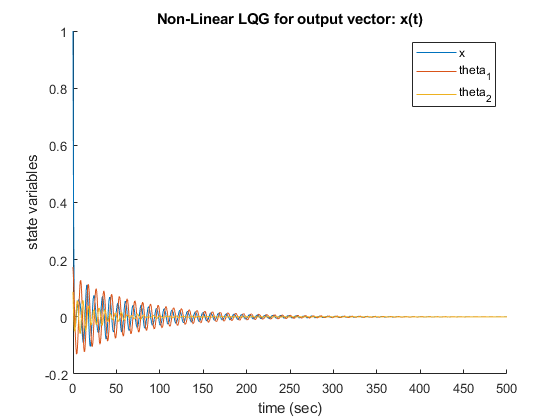 Non-Linear LQG for output vector: x(t)
1
0.8
0.6
0.4
0.2
0
-0.2
state variables
x
theta1
theta2
0 50 100 150 200 250 300 350 400 450 500
time (sec)